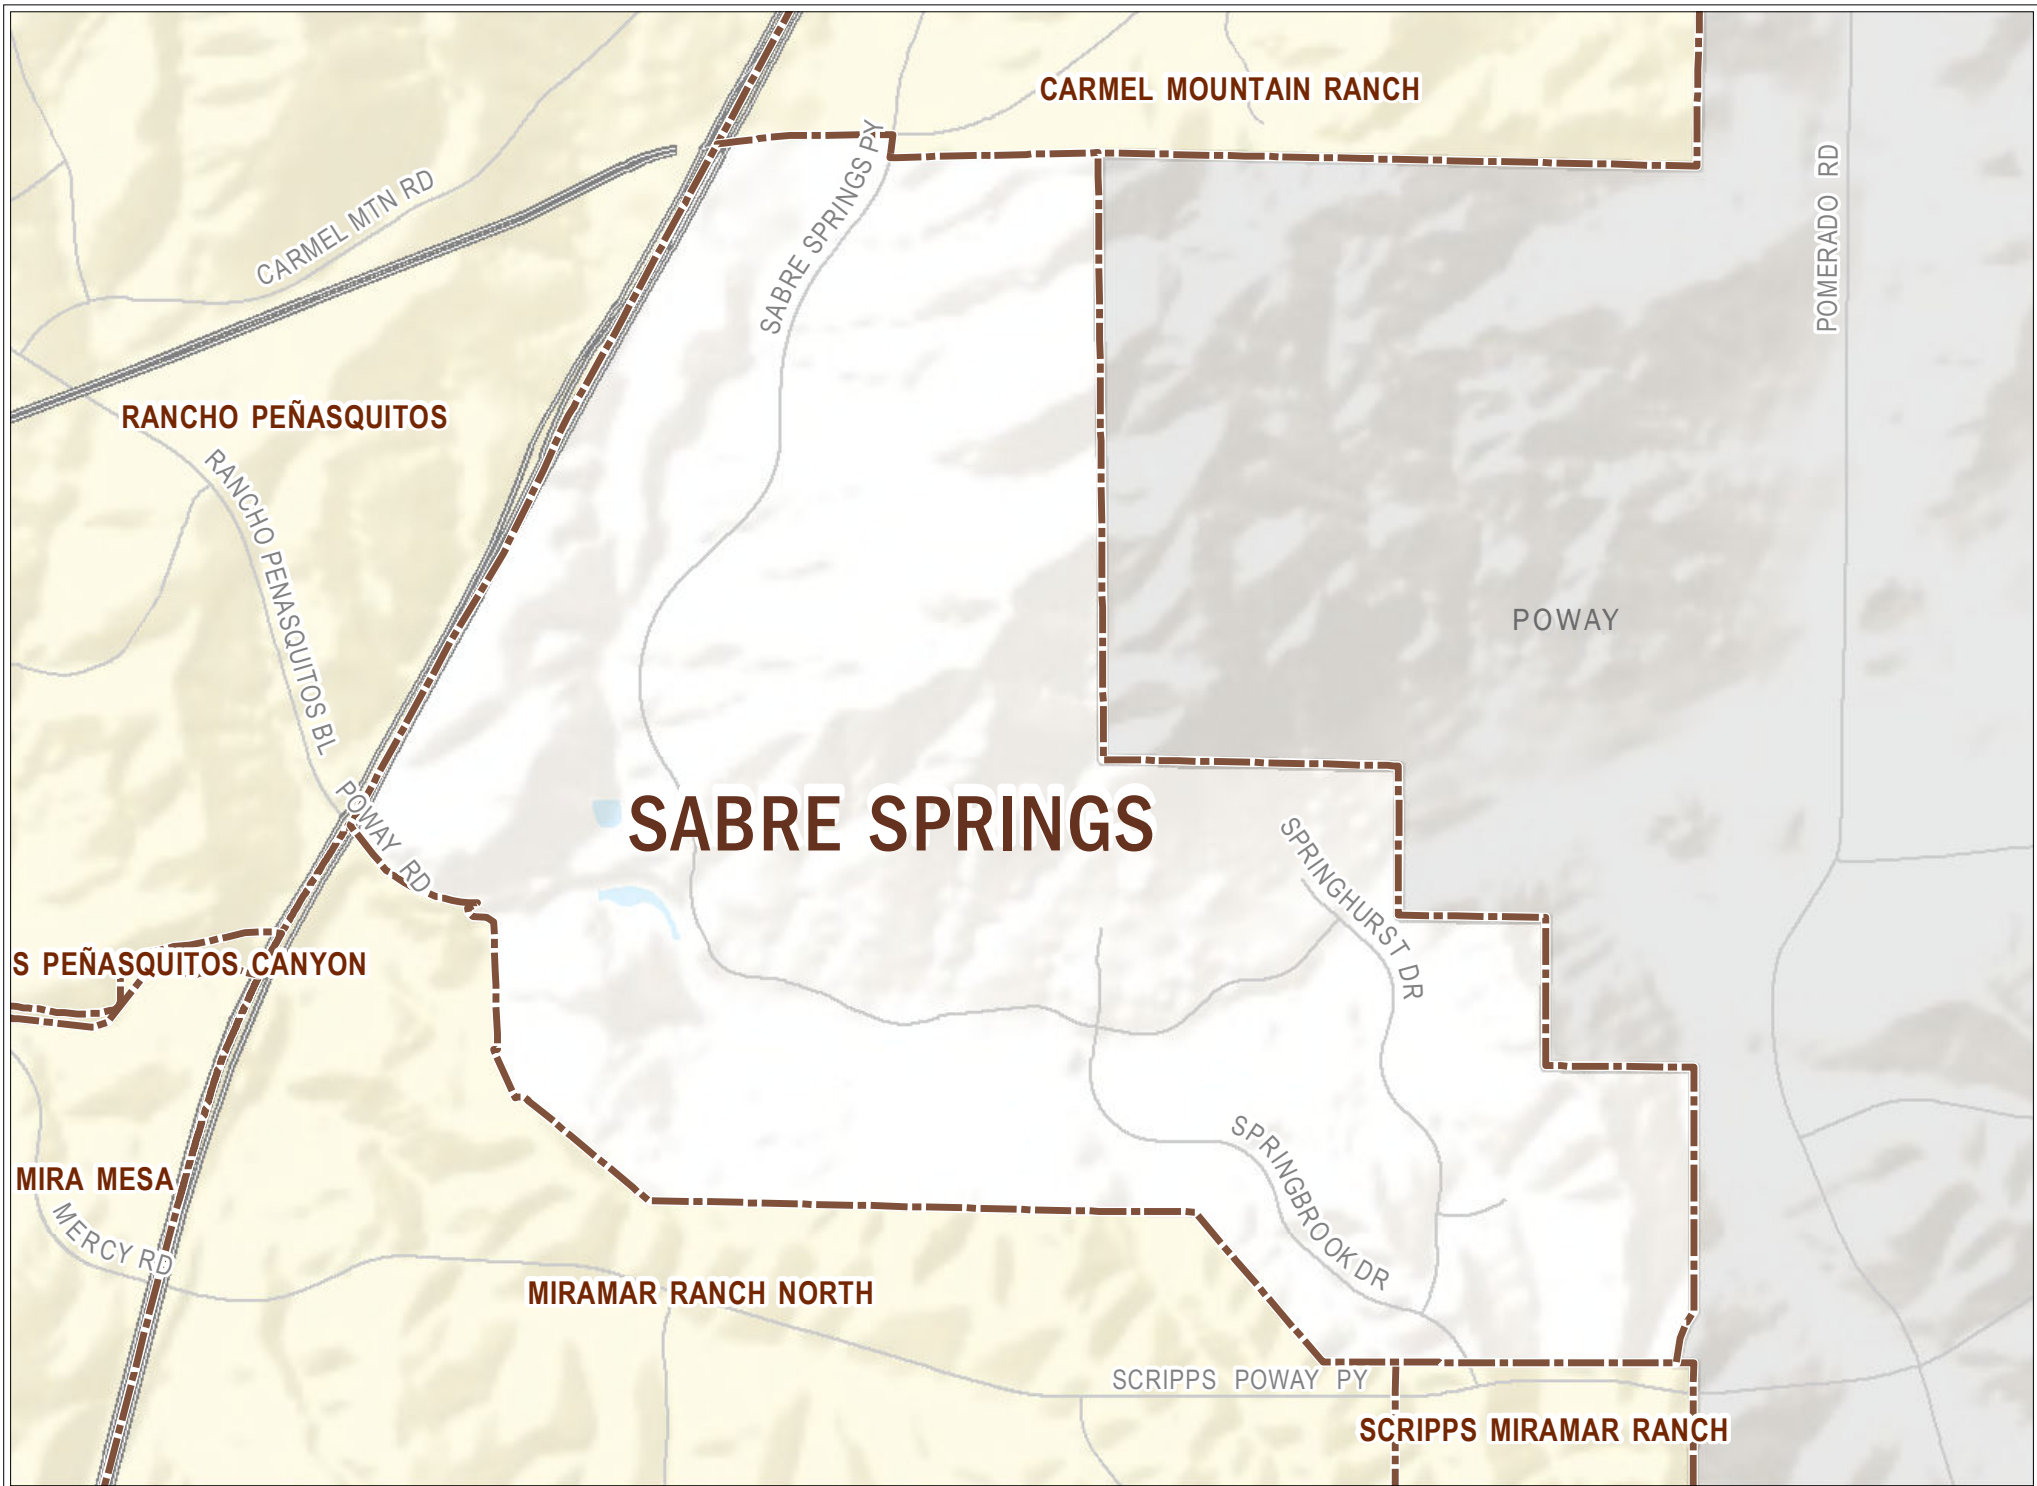 CARMEL MOUNTAIN RANCH
SABRE SPRINGS PY
POMERADO RD
CARMEL MTN RD
RANCHO PEÑASQUITOS
RANCHO PENASQUITOS BL
POWAY
POWAY RD
SABRE SPRINGS
SPRINGHURST DR
S PEÑASQUITOS CANYON
MIRA MESA
MERCY RD
SPRINGBROOK DR
MIRAMAR RANCH NORTH
SCRIPPS POWAY PY
SCRIPPS MIRAMAR RANCH